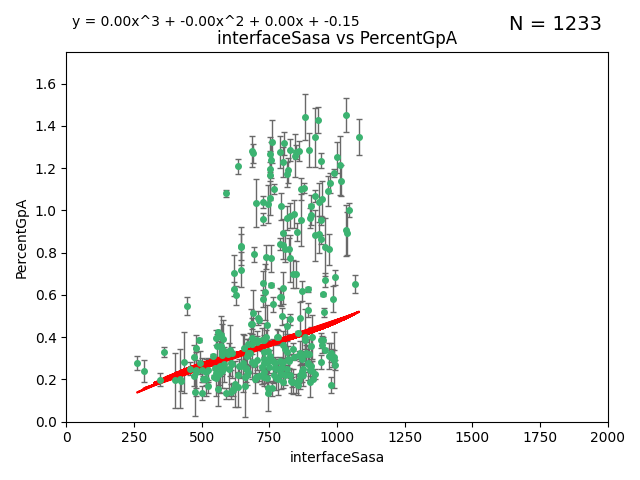 y = 0.00x^3 + -0.00x^2 + 0.00x + -0.15
N = 1233
interfaceSasa vs PercentGpA
PercentGpA
1.6
1.4
1.2
1.0
0.8
0.6
0.4
0.2
0.0
0 250 500 750 1000 1250 1500 1750 2000
interfaceSasa